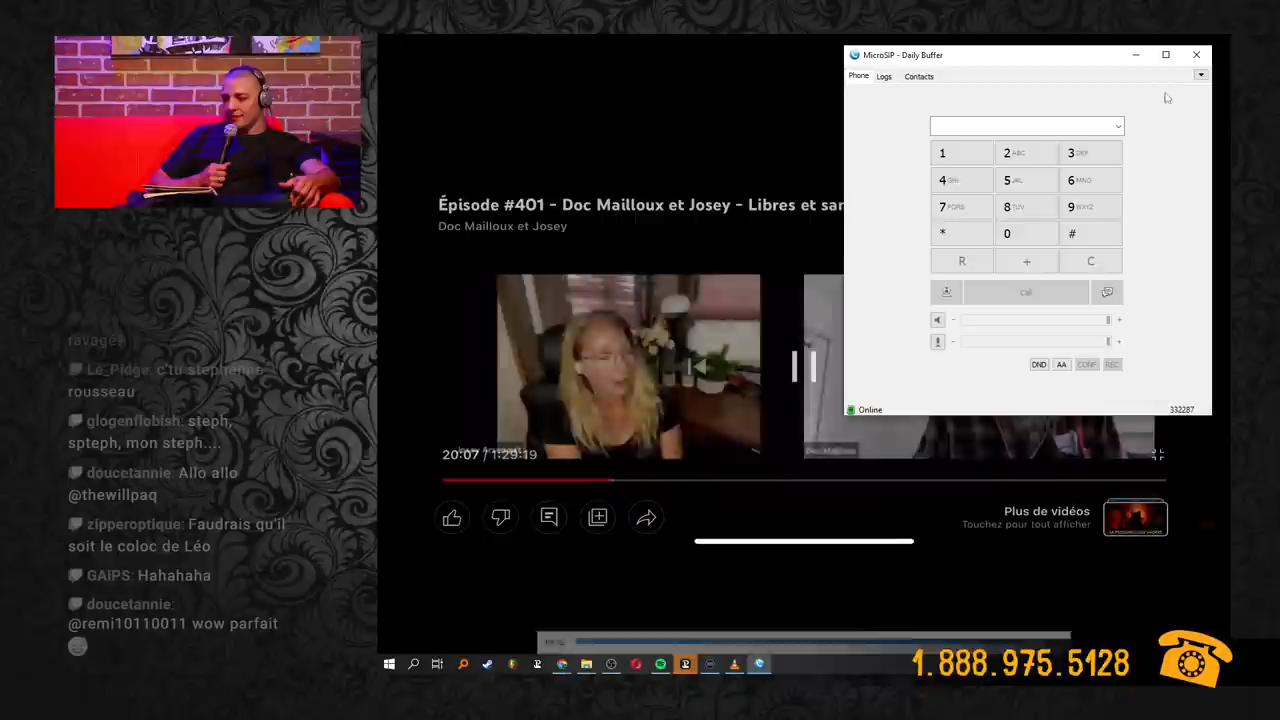 MicroSIP - Daily Buffer
Phone Logs Contacts
1
2 ABC
3 DEF
4 GHI
5 JKL
6 MNO
7 PQRS
8 TUV
9 WXYZ
*
0
#
R
+
C
Call
- +
- +
DND AA CONF REC
Online
332287
Épisode #401 - Doc Mailloux et Josey - Libres et san
Doc Mailloux et Josey
Doc Mailloux
20:07 / 1:29:19
Plus de vidéos
Touchez pour tout afficher
ravagé?
Le_Pidge: c'tu stephenne
rousseau
glogenflobish: steph,
spteph, mon steph....
doucetannie: Allo allo
@thewillpaq
zipperoptique: Faudrais qu'il
soit le coloc de Léo
GAiPS: Hahahaha
doucetannie:
@remi10110011 wow parfait
1.888.975.5128